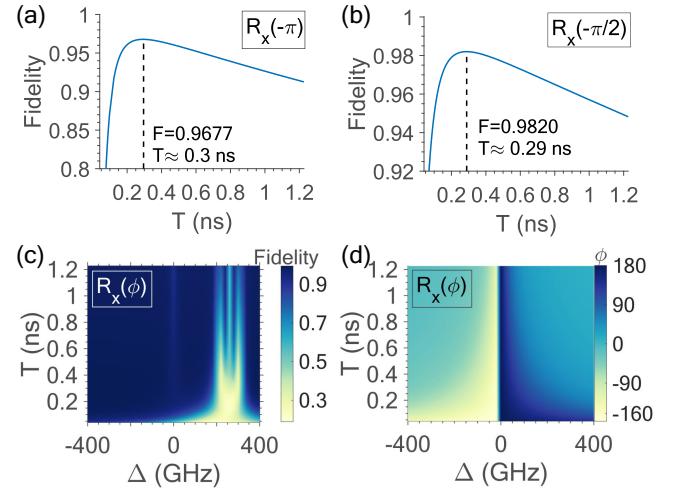 (a)
R_x(-π)
Fidelity
1
0.95
0.9
0.85
0.8
F=0.9677
T≈ 0.3 ns
0.2 0.4 0.6 0.8 1 1.2
T (ns)
(b)
R_x(-π/2)
Fidelity
1
0.98
0.96
0.94
0.92
F=0.9820
T≈ 0.29 ns
0.2 0.4 0.6 0.8 1 1.2
T (ns)
(c)
Fidelity
R_x(ϕ)
T (ns)
1.2
1
0.8
0.6
0.4
0.2
-400 0 400
Δ (GHz)
0.9
0.7
0.5
0.3
(d)
ϕ
R_x(ϕ)
T (ns)
1.2
1
0.8
0.6
0.4
0.2
-400 0 400
Δ (GHz)
180
90
0
-90
-160